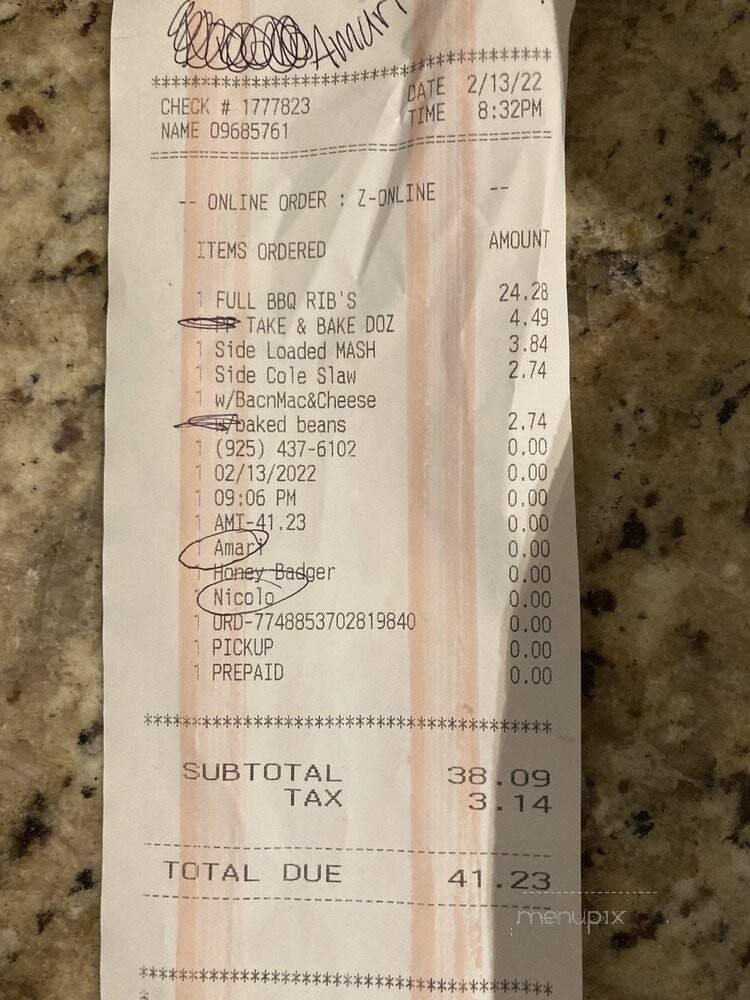 Amari
************************************
CHECK # 1777823 DATE 2/13/22
NAME 09685761 TIME 8:32PM
========================================
-- ONLINE ORDER : Z-ONLINE --
ITEMS ORDERED AMOUNT
1 FULL BBQ RIB'S 24.28
TAKE & BAKE DOZ 4.49
1 Side Loaded MASH 3.84
1 Side Cole Slaw 2.74
1 w/BacnMac&Cheese
baked beans 2.74
1 (925) 437-6102 0.00
1 02/13/2022 0.00
1 09:06 PM 0.00
1 AMT-41.23 0.00
1 Amari 0.00
1 Honey Badger 0.00
1 Nicolo 0.00
1 ORD-7748853702819840 0.00
1 PICKUP 0.00
1 PREPAID 0.00
****************************************
SUBTOTAL 38.09
TAX 3.14
----------------------------------------
TOTAL DUE 41.23
----------------------------------------
menupix
****************************************